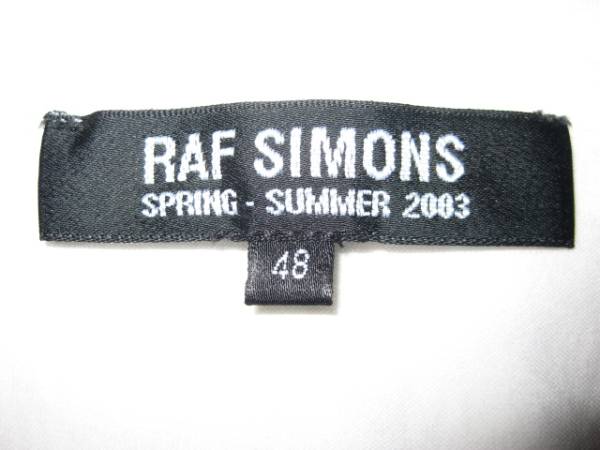 RAF SIMONS
SPRING - SUMMER 2003
48